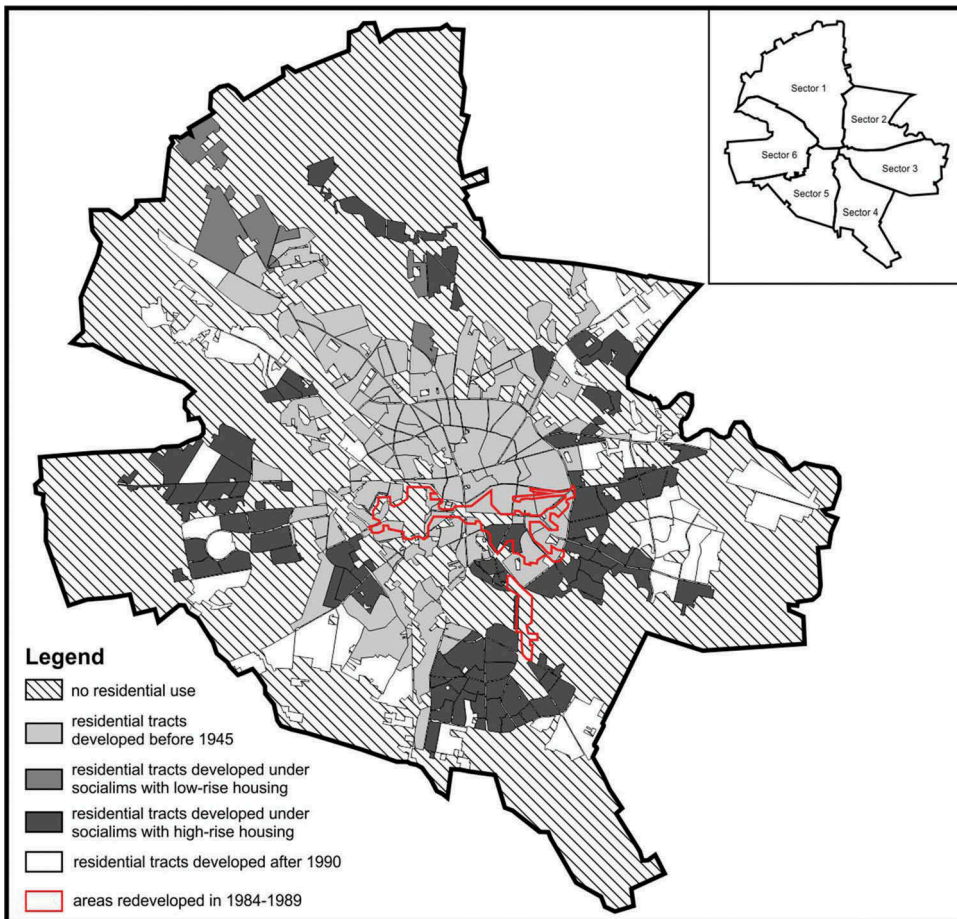 Sector 1
Sector 2
Sector 6
Sector 3
Sector 5
Sector 4
Legend
no residential use
residential tracts
developed before 1945
residential tracts developed under
socialims with low-rise housing
residential tracts developed under
socialims with high-rise housing
residential tracts developed after 1990
areas redeveloped in 1984-1989